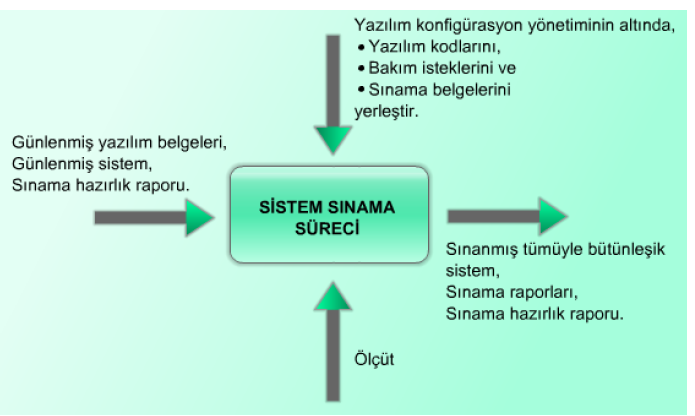 Yazılım konfigürasyon yönetiminin altında,
• Yazılım kodlarını,
• Bakım isteklerini ve
• Sınama belgelerini
yerleştir.
Günlenmiş yazılım belgeleri,
Günlenmiş sistem,
Sınama hazırlık raporu.
SİSTEM SINAMA
SÜRECİ
Sınanmış tümüyle bütünleşik
sistem,
Sınama raporları,
Sınama hazırlık raporu.
Ölçüt